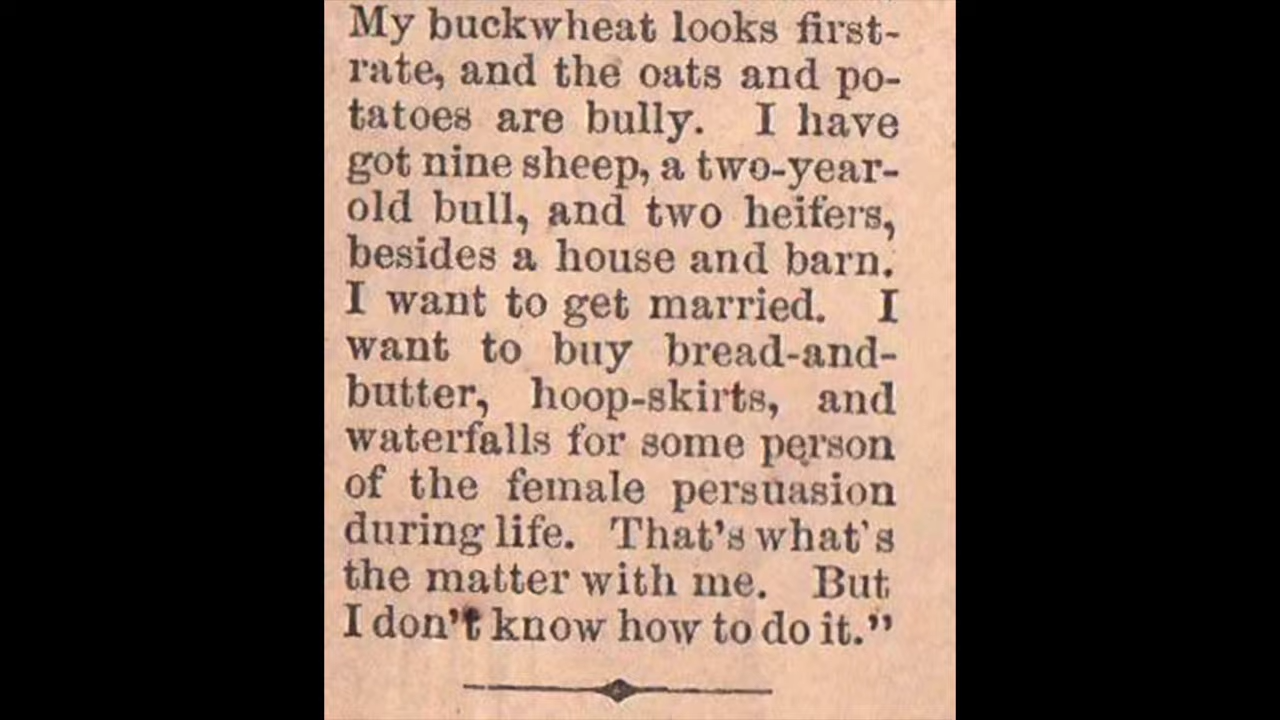 My buckwheat looks first-
rate, and the oats and po-
tatoes are bully. I have
got nine sheep, a two-year-
old bull, and two heifers,
besides a house and barn.
I want to get married. I
want to buy bread-and-
butter, hoop-skirts, and
waterfalls for some person
of the female persuasion
during life. That's what's
the matter with me. But
I don't know how to do it."